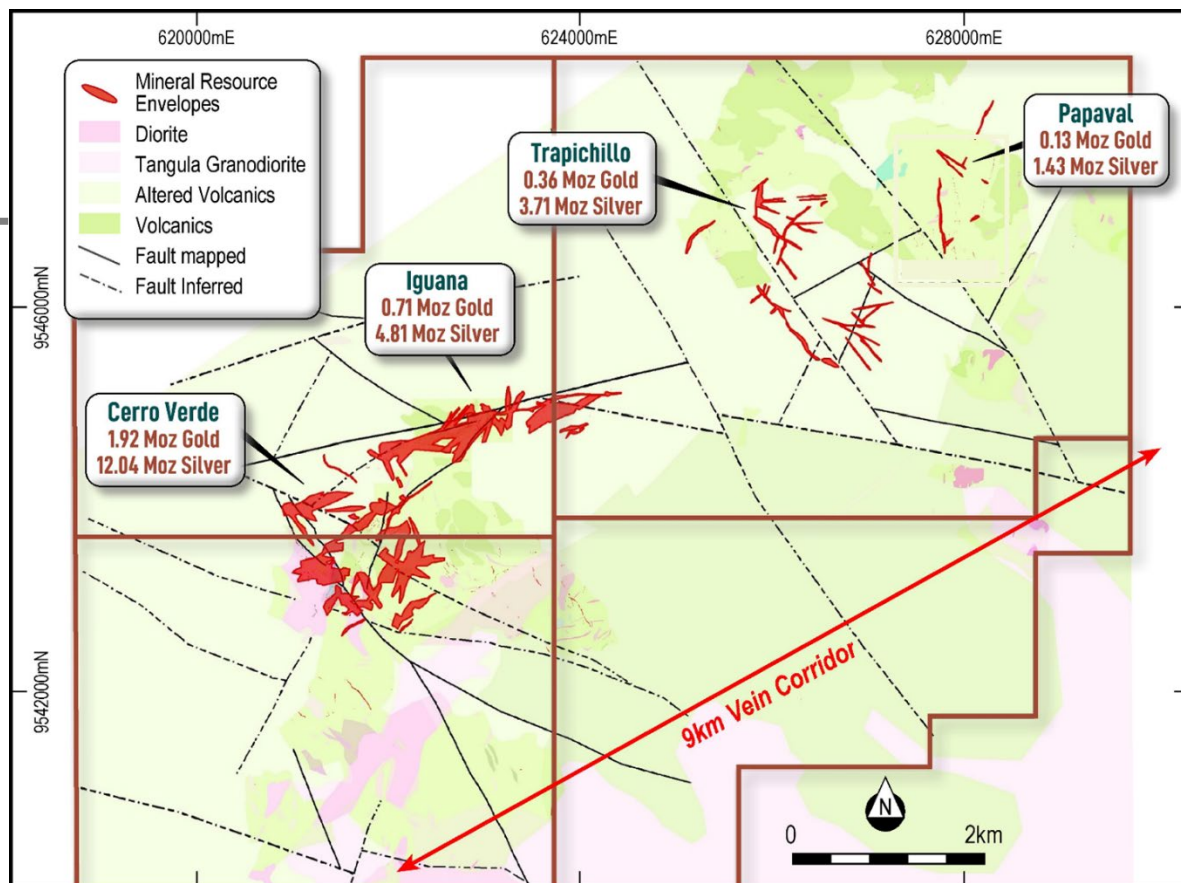 620000mE
624000mE
628000mE
Mineral Resource
Envelopes
Diorite
Tangula Granodiorite
Altered Volcanics
Volcanics
Fault mapped
Fault Inferred
Papaval
0.13 Moz Gold
1.43 Moz Silver
Trapichillo
0.36 Moz Gold
3.71 Moz Silver
Iguana
0.71 Moz Gold
4.81 Moz Silver
9546000mN
Cerro Verde
1.92 Moz Gold
12.04 Moz Silver
9542000mN
9km Vein Corridor
N
0
2km